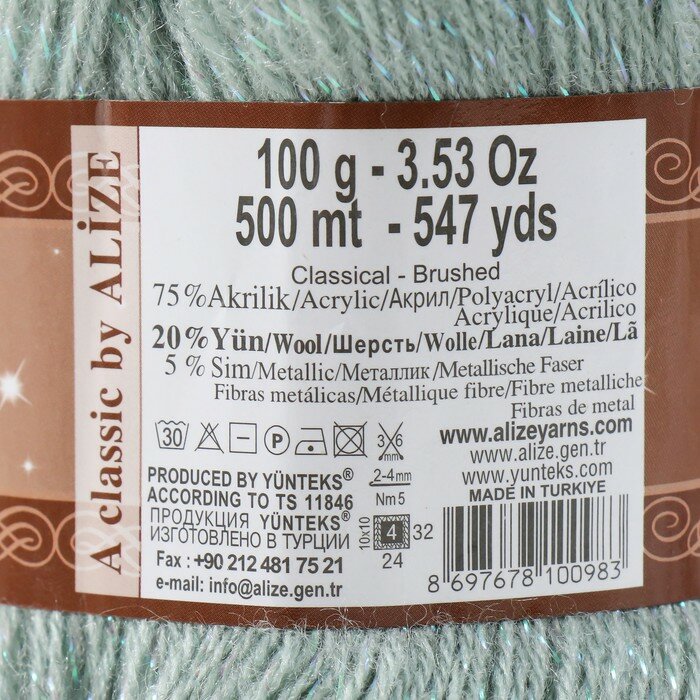 A classic by ALİZE
100 g - 3.53 Oz
500 mt - 547 yds
Classical - Brushed
75 % Akrilik/Acrylic/Акрил/Polyacryl/Acrílico
Acrylique/Acrilico
20% Yün/Wool/Шерсть/Wolle/Lana/Laine/Lã
5 % Sim/Metallic/Металлик/Metallische Faser
Fibras metálicas/Métallique fibre/Fibre metalliche
Fibras de metal
www.alizeyarns.com
www.alize.gen.tr
www.yunteks.com
MADE IN TURKIYE
30 P 3 6 mm
2-4mm
Nm 5
PRODUCED BY YÜNTEKS®
ACCORDING TO TS 11846
ПРОДУКЦИЯ YÜNTEKS®
ИЗГОТОВЛЕНО В ТУРЦИИ
Fax : +90 212 481 75 21
e-mail: info@alize.gen.tr
10x10 4 32
24
8 697678 100983